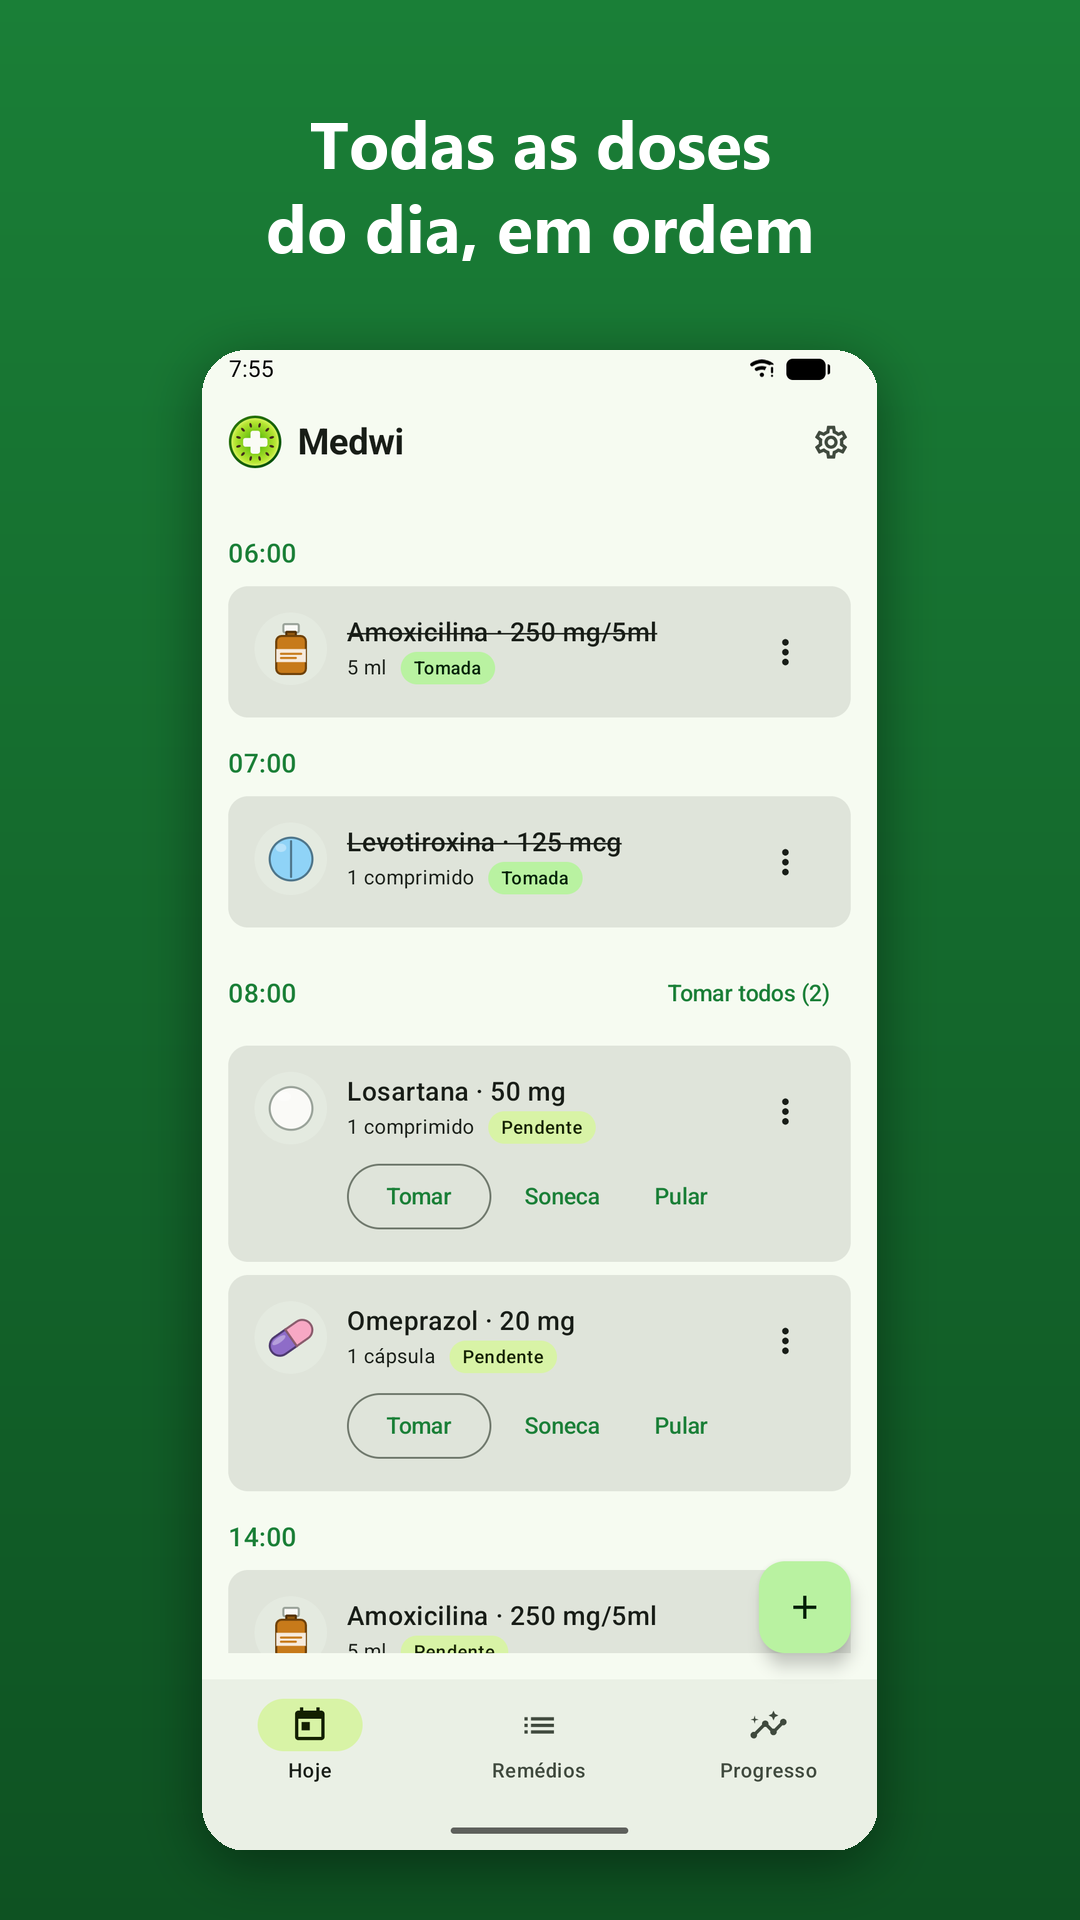 Todas as doses
do dia, em ordem
7:55
Medwi
06:00
Amoxicilina · 250 mg/5ml
5 ml Tomada
07:00
Levotiroxina · 125 mcg
1 comprimido Tomada
08:00 Tomar todos (2)
Losartana · 50 mg
1 comprimido Pendente
Tomar Soneca Pular
Omeprazol · 20 mg
1 cápsula Pendente
Tomar Soneca Pular
14:00
Amoxicilina · 250 mg/5ml
5 ml Pendente
Hoje Remédios Progresso